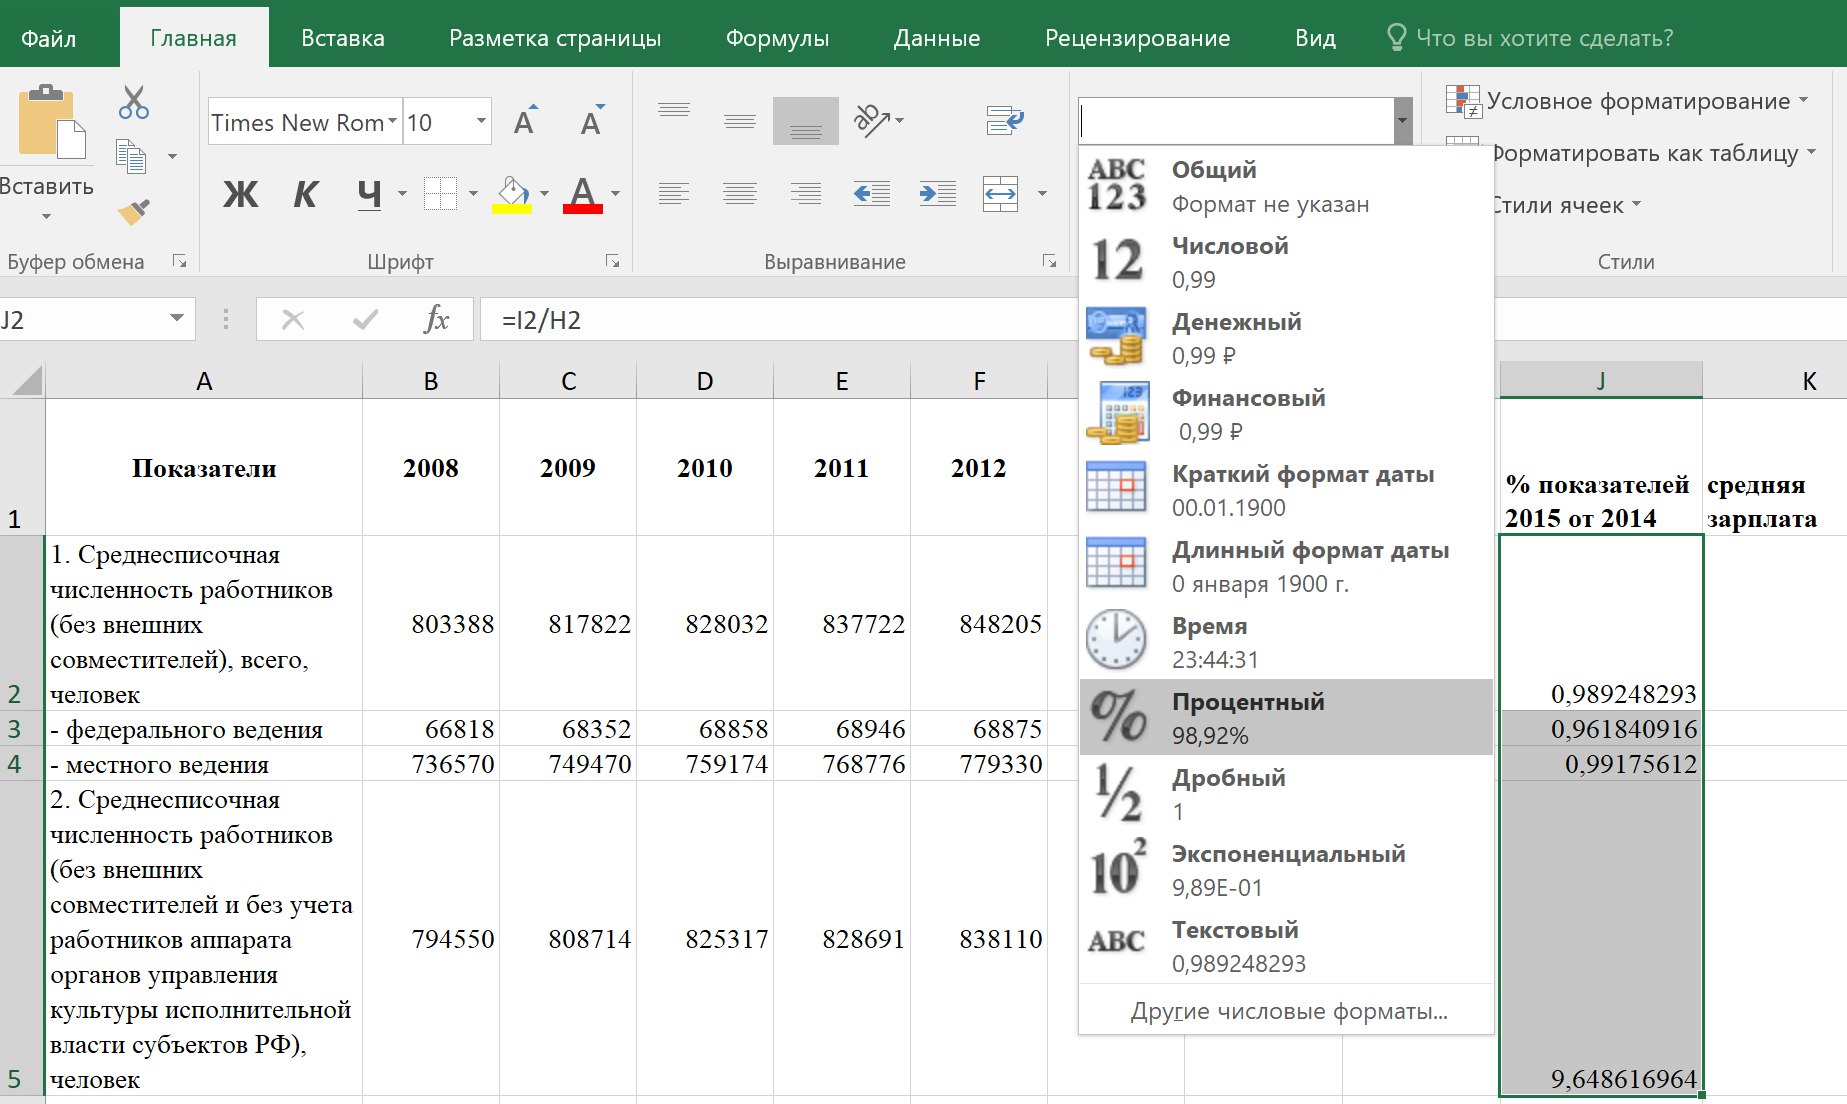 Файл Главная Вставка Разметка страницы Формулы Данные Рецензирование Вид Что вы хотите сделать?
Вставить
Буфер обмена
Times New Rom 10
Ж К Ч А
Шрифт
Выравнивание
Условное форматирование
Форматировать как таблицу
Стили ячеек
Стили
J2 fx =I2/H2
ABC 123 Общий
Формат не указан
12 Числовой
0,99
Денежный
0,99 ₽
Финансовый
0,99 ₽
Краткий формат даты
00.01.1900
Длинный формат даты
0 января 1900 г.
Время
23:44:31
% Процентный
98,92%
½ Дробный
1
10² Экспоненциальный
9,89E-01
ABC Текстовый
0,989248293
Другие числовые форматы...
A B C D E F J K
1 Показатели 2008 2009 2010 2011 2012
% показателей
2015 от 2014
средняя
зарплата
1. Среднесписочная
численность работников
(без внешних
совместителей), всего,
человек
2 803388 817822 828032 837722 848205 0,989248293
3 - федерального ведения 66818 68352 68858 68946 68875 0,961840916
4 - местного ведения 736570 749470 759174 768776 779330 0,99175612
2. Среднесписочная
численность работников
(без внешних
совместителей и без учета
работников аппарата
органов управления
культуры исполнительной
власти субъектов РФ),
человек
5 794550 808714 825317 828691 838110 9,648616964